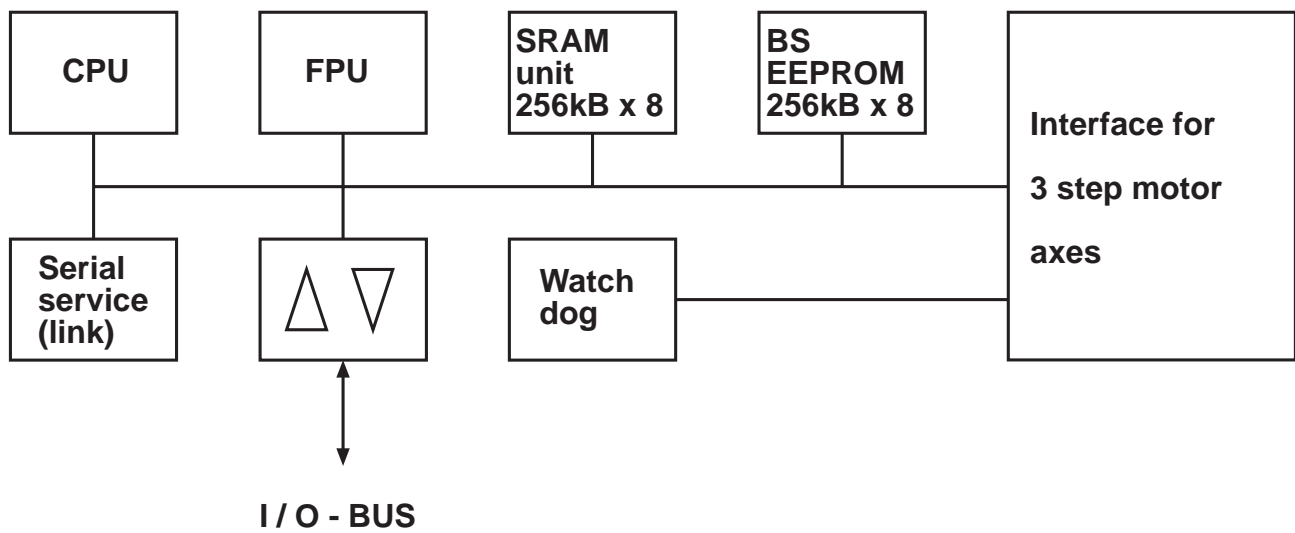 CPU
FPU
SRAM
unit
256kB x 8
BS
EEPROM
256kB x 8
Interface for
3 step motor
axes
Serial
service
(link)
Watch
dog
I / O - BUS